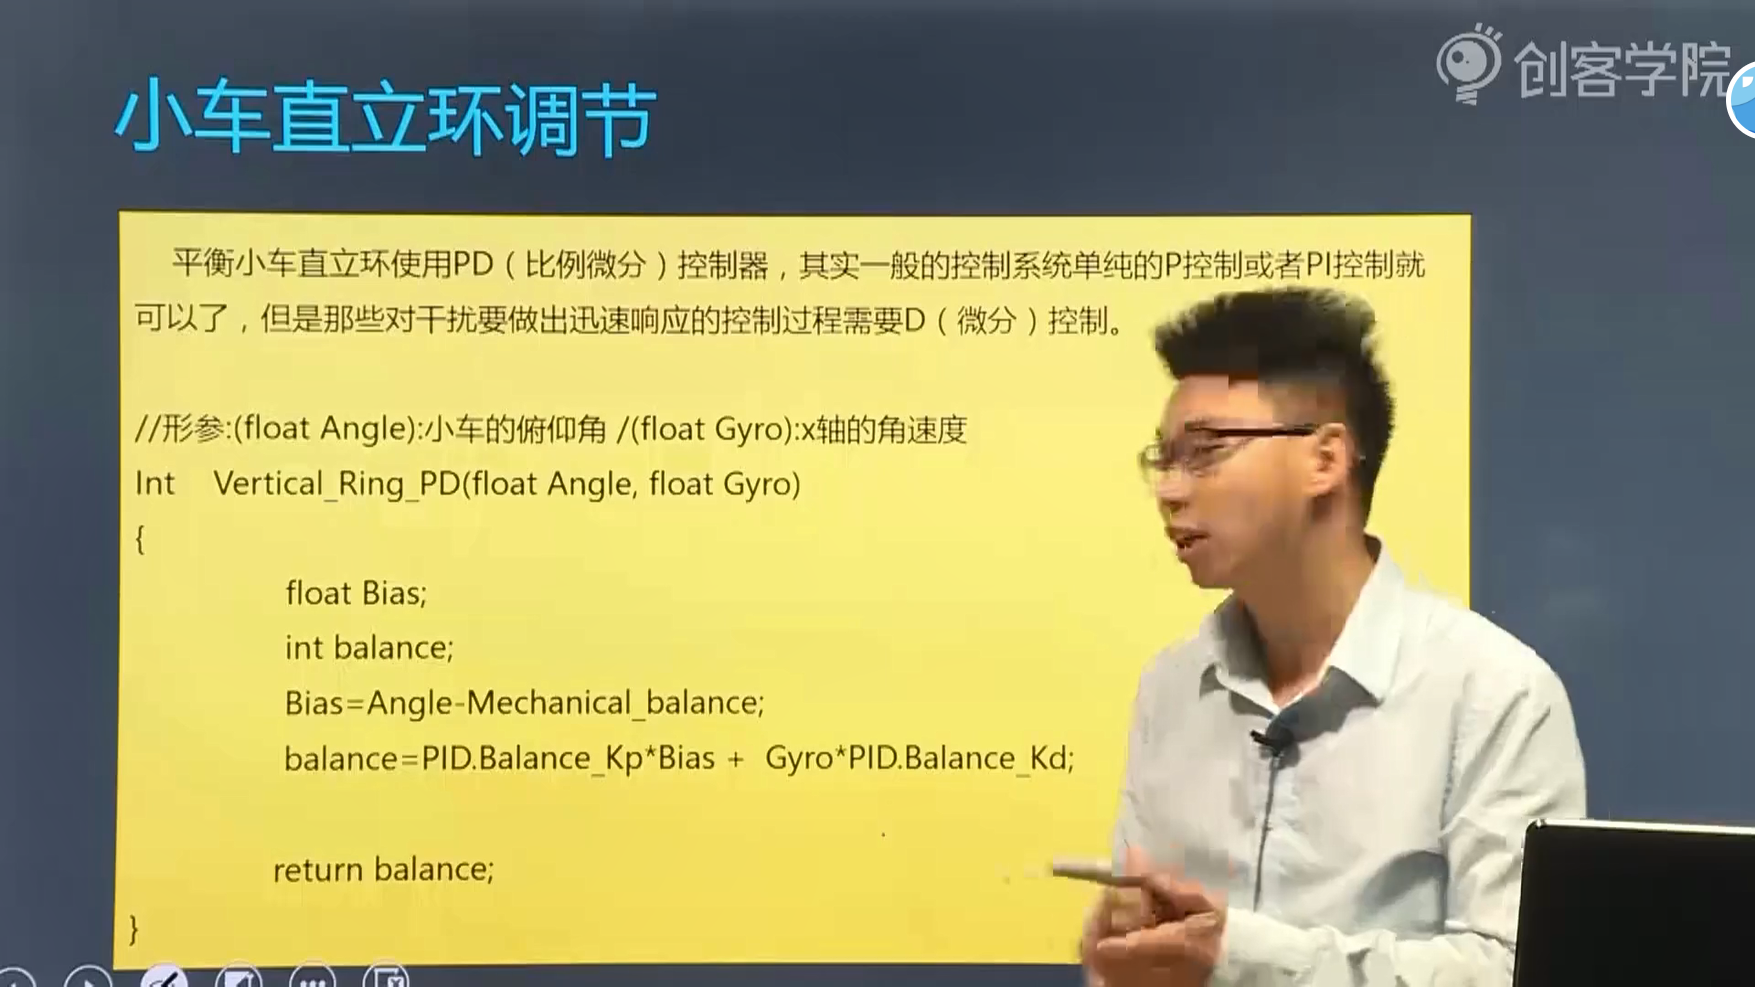 创客学院
小车直立环调节
平衡小车直立环使用PD（比例微分）控制器，其实一般的控制系统单纯的P控制或者PI控制就
可以了，但是那些对干扰要做出迅速响应的控制过程需要D（微分）控制。
//形参:(float Angle):小车的俯仰角 /(float Gyro):x轴的角速度
Int Vertical_Ring_PD(float Angle, float Gyro)
{
float Bias;
int balance;
Bias=Angle-Mechanical_balance;
balance=PID.Balance_Kp*Bias + Gyro*PID.Balance_Kd;
return balance;
}